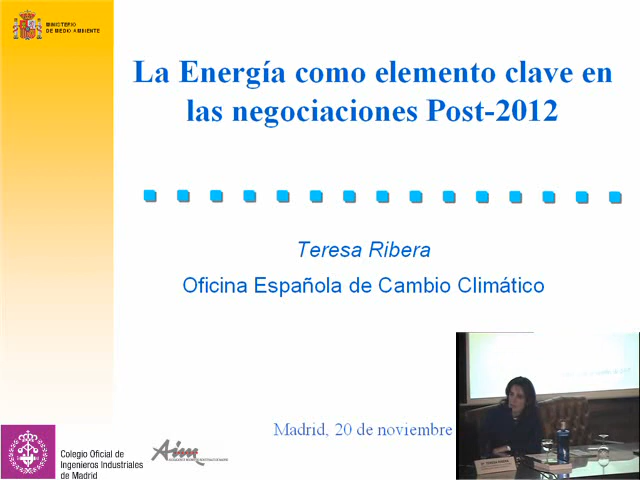 MINISTERIO
DE MEDIO AMBIENTE
La Energía como elemento clave en
las negociaciones Post-2012
Teresa Ribera
Oficina Española de Cambio Climático
Madrid, 20 de noviembre
Colegio Oficial de
Ingenieros Industriales
de Madrid
Aim